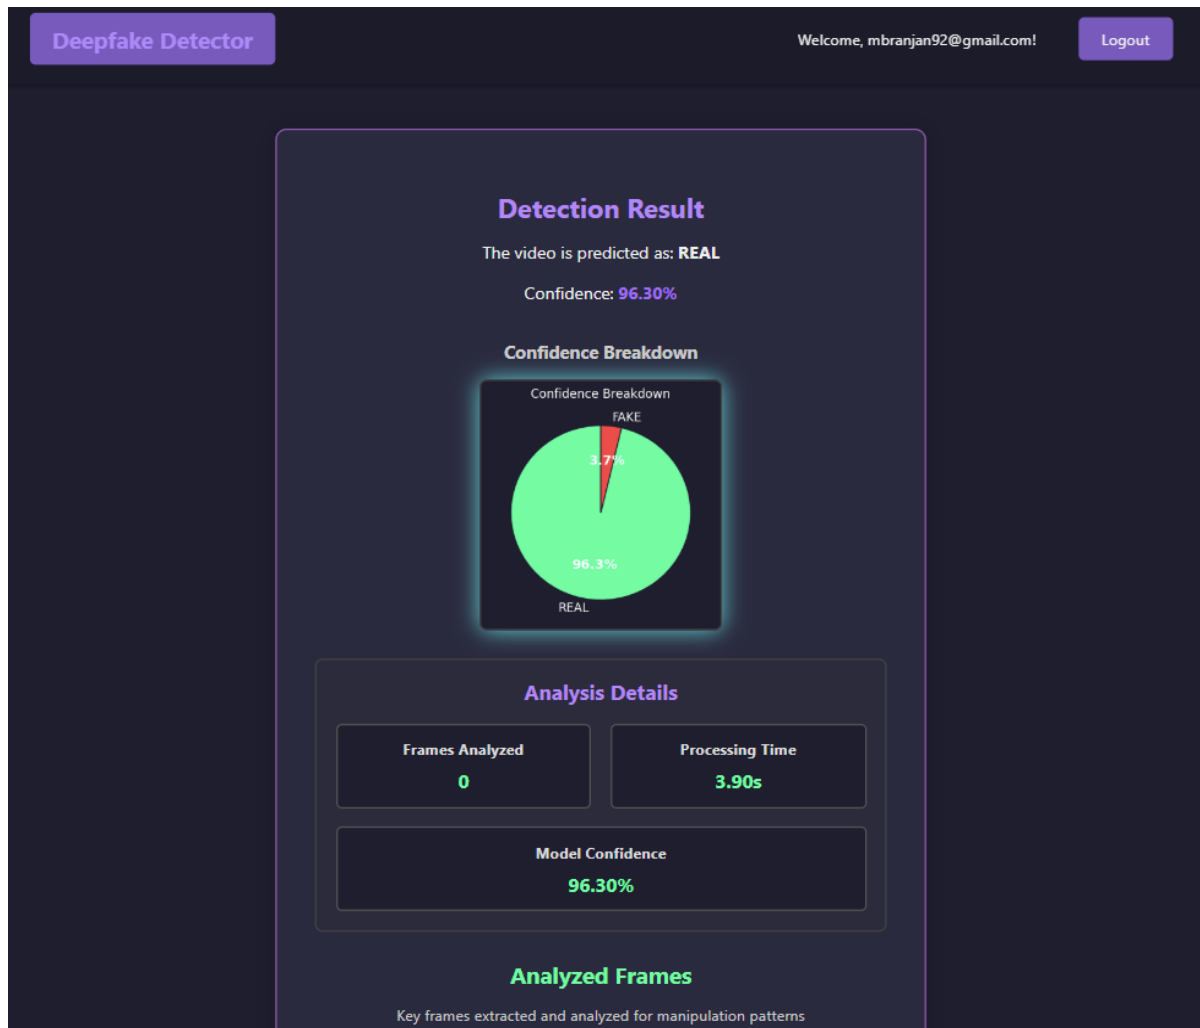 Deepfake Detector
Welcome, mbranjan92@gmail.com!
Logout
Detection Result
The video is predicted as: REAL
Confidence: 96.30%
Confidence Breakdown
Confidence Breakdown
FAKE
3.7%
96.3%
REAL
Analysis Details
Frames Analyzed
0
Processing Time
3.90s
Model Confidence
96.30%
Analyzed Frames
Key frames extracted and analyzed for manipulation patterns